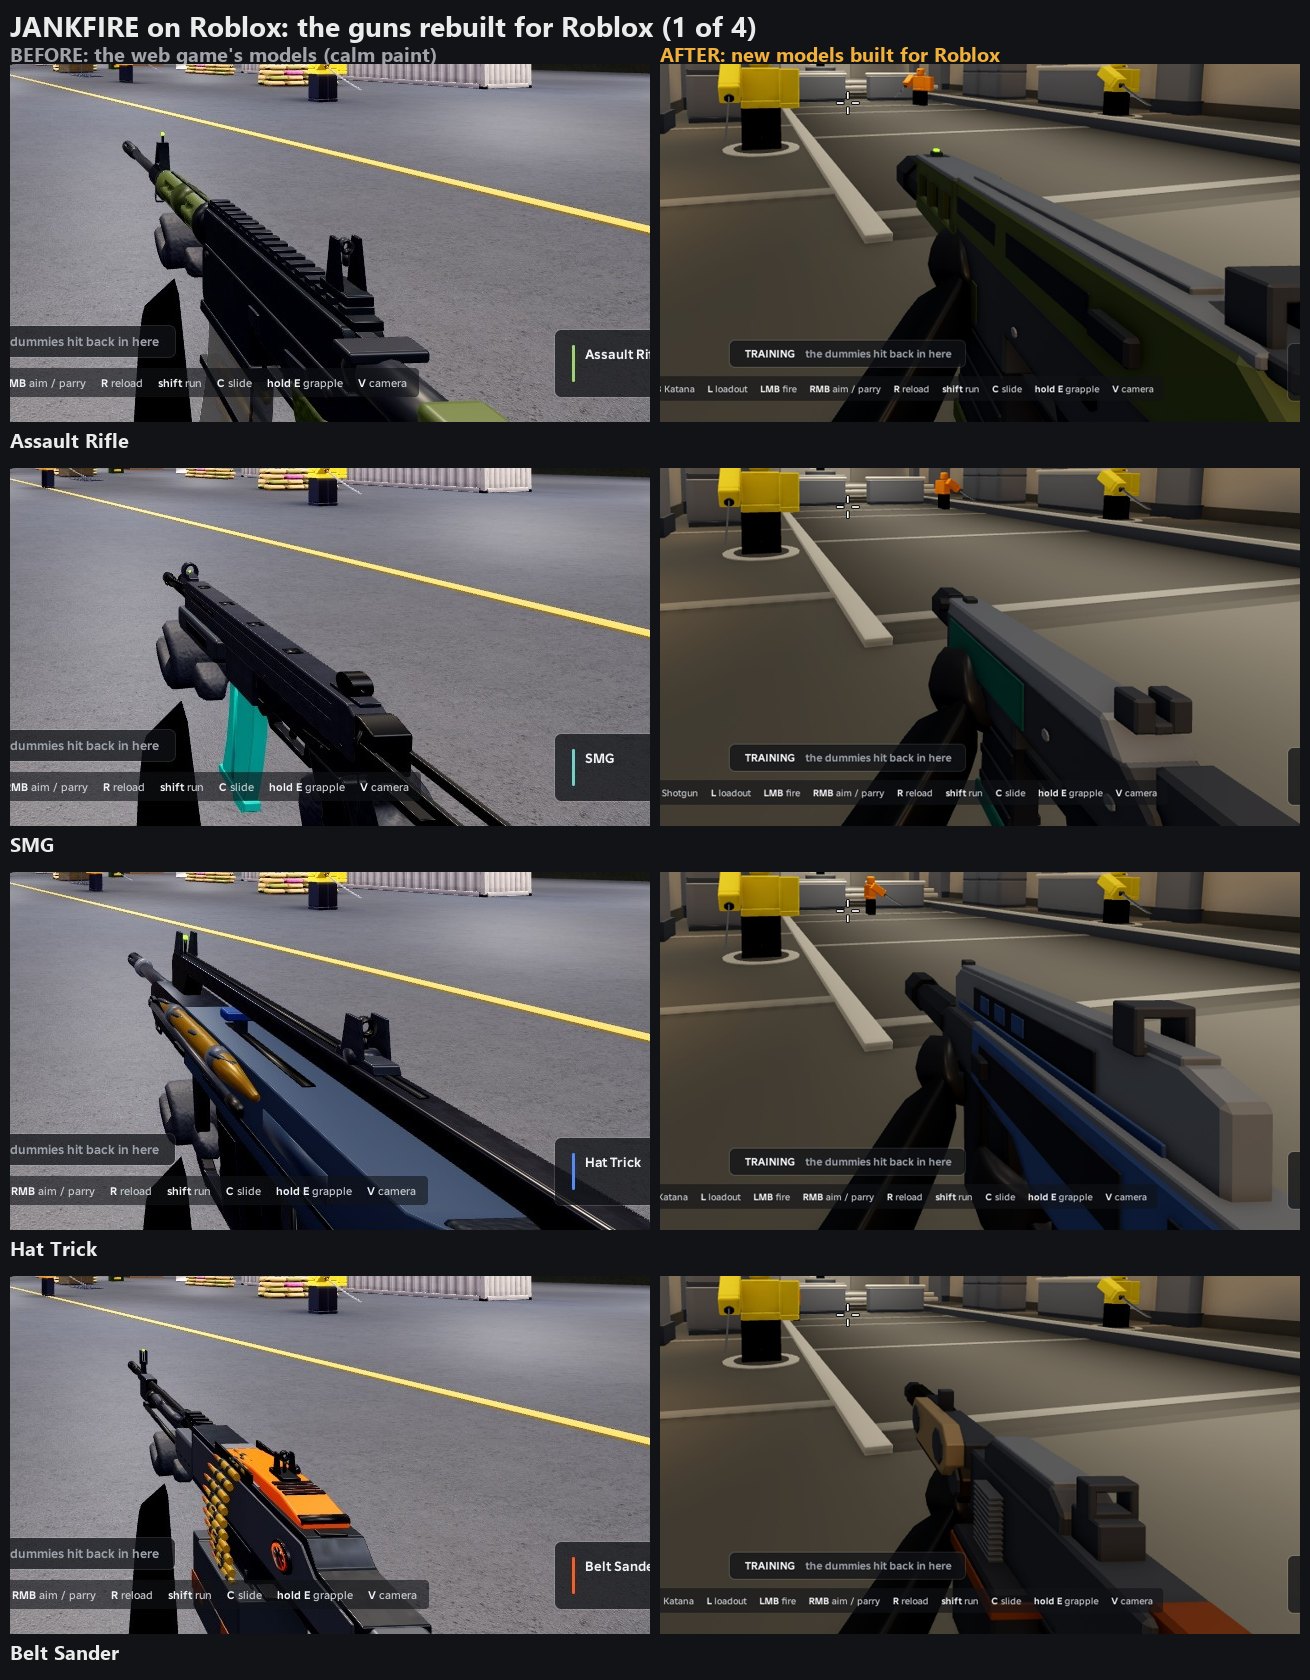 JANKFIRE on Roblox: the guns rebuilt for Roblox (1 of 4)
BEFORE: the web game's models (calm paint)
AFTER: new models built for Roblox
dummies hit back in here
MB aim / parry R reload shift run C slide hold E grapple V camera
Assault Rif
TRAINING the dummies hit back in here
Katana L loadout LMB fire RMB aim / parry R reload shift run C slide hold E grapple V camera
Assault Rifle
dummies hit back in here
RMB aim / parry R reload shift run C slide hold E grapple V camera
SMG
TRAINING the dummies hit back in here
Shotgun L loadout LMB fire RMB aim / parry R reload shift run C slide hold E grapple V camera
SMG
dummies hit back in here
RMB aim / parry R reload shift run C slide hold E grapple V camera
Hat Trick
TRAINING the dummies hit back in here
Katana L loadout LMB fire RMB aim / parry R reload shift run C slide hold E grapple V camera
Hat Trick
dummies hit back in here
RMB aim / parry R reload shift run C slide hold E grapple V camera
Belt Sande
TRAINING the dummies hit back in here
Katana L loadout LMB fire RMB aim / parry R reload shift run C slide hold E grapple V camera
Belt Sander